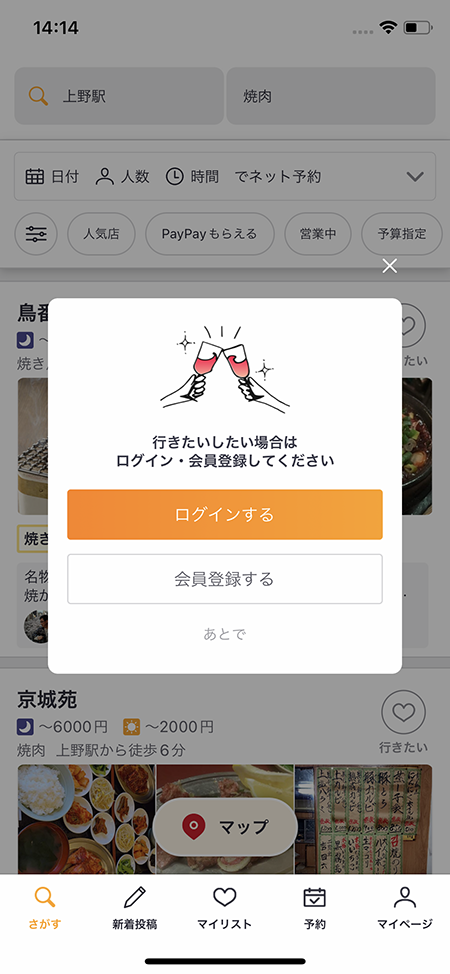 14:14
上野駅
焼肉
日付 人数 時間 でネット予約
人気店
PayPayもらえる
営業中
予算指定
鳥番
～
焼き
たい
行きたいしたい場合は
ログイン・会員登録してください
ログインする
会員登録する
あとで
焼き
名物
焼か
京城苑
～6000円 ～2000円
行きたい
焼肉 上野駅から徒歩6分
マップ
さがす
新着投稿
マイリスト
予約
マイページ